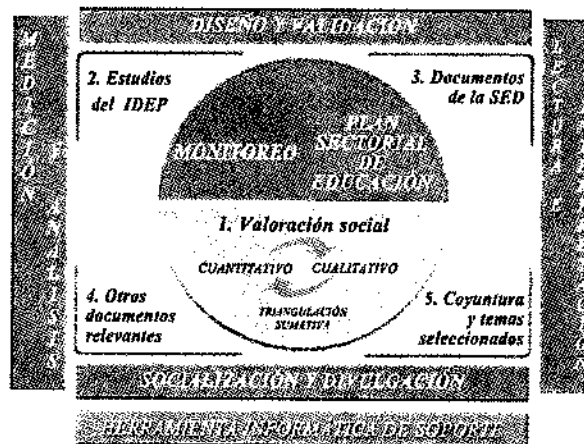 DISEÑO Y VALIDACIÓN
MEDICIÓN Y ANÁLISIS
2. Estudios
del IDEP
3. Documentos
de la SED
MONITOREO
PLAN
SECTORIAL
DE
EDUCACIÓN
1. Valoración social
CUANTITATIVO CUALITATIVO
TRIANGULACIÓN
SUMATIVA
4. Otros
documentos
relevantes
5. Coyuntura
y temas
seleccionados
LECTURA E
SOCIALIZACIÓN Y DIVULGACIÓN
HERRAMIENTA INFORMÁTICA DE SOPORTE